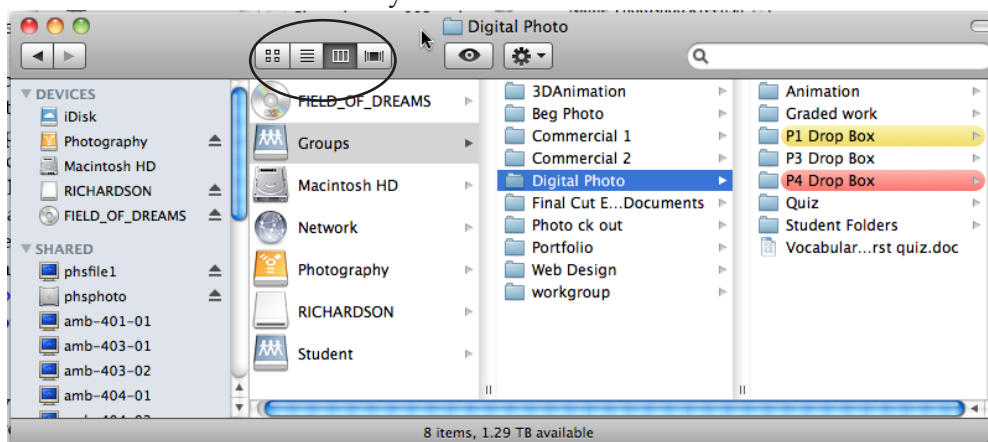 Digital Photo
DEVICES
iDisk
Photography
Macintosh HD
RICHARDSON
FIELD_OF_DREAMS
SHARED
phsfile1
phsphoto
amb-401-01
amb-403-01
amb-403-02
amb-404-01
FIELD_OF_DREAMS
Groups
Macintosh HD
Network
Photography
RICHARDSON
Student
3DAnimation
Beg Photo
Commercial 1
Commercial 2
Digital Photo
Final Cut E...Documents
Photo ck out
Portfolio
Web Design
workgroup
Animation
Graded work
P1 Drop Box
P3 Drop Box
P4 Drop Box
Quiz
Student Folders
Vocabular...rst quiz.doc
8 items, 1.29 TB available